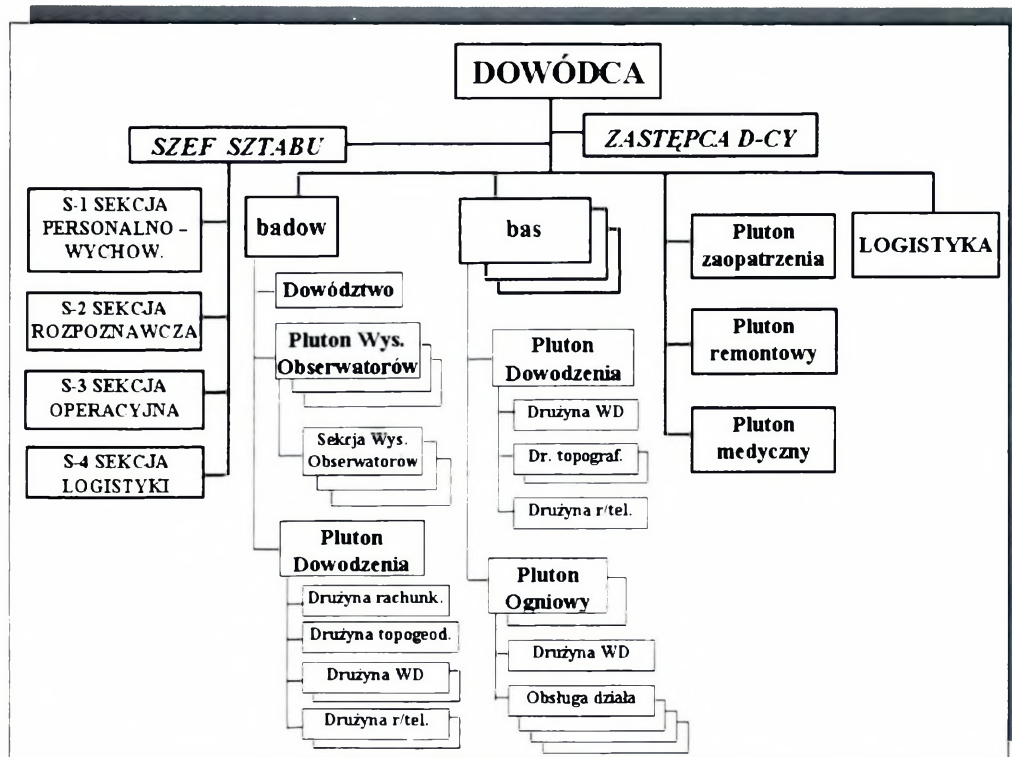 DOWÓDCA
SZEF SZTABU
ZASTĘPCA D-CY
S-1 SEKCJA
PERSONALNO –
WYCHOW.
S-2 SEKCJA
ROZPOZNAWCZA
S-3 SEKCJA
OPERACYJNA
S-4 SEKCJA
LOGISTYKI
badow
Dowództwo
Pluton Wys.
Obserwatorów
Sekcja Wys.
Obserwatorow
Pluton
Dowodzenia
Drużyna rachunk.
Drużyna topogeod.
Drużyna WD
Drużyna r/tel.
bas
Pluton
Dowodzenia
Drużyna WD
Dr. topograf.
Drużyna r/tel.
Pluton
Ogniowy
Drużyna WD
Obsługa działa
Pluton
zaopatrzenia
Pluton
remontowy
Pluton
medyczny
LOGISTYKA